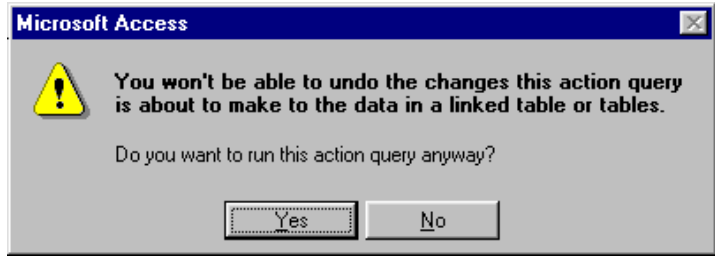 Microsoft Access
You won't be able to undo the changes this action query
is about to make to the data in a linked table or tables.
Do you want to run this action query anyway?
Yes No